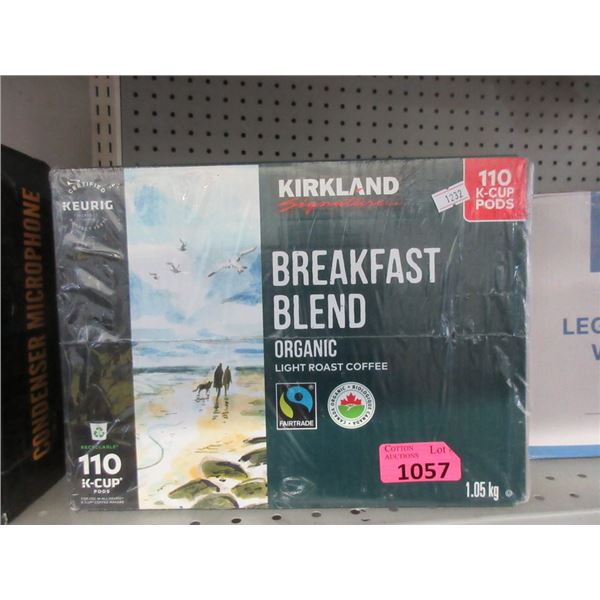 CONDENSER MICROPHONE
CERTIFIED
KEURIG
KIRKLAND
Signature
1232
110
K-CUP
PODS
BREAKFAST
BLEND
ORGANIC
LIGHT ROAST COFFEE
FAIRTRADE
CANADA ORGANIC
BIOLOGIQUE CANADA
RECYCLABLE
110
K-CUP
PODS
COTTON
AUCTIONS
Lot
1057
1.05 kg
LEG